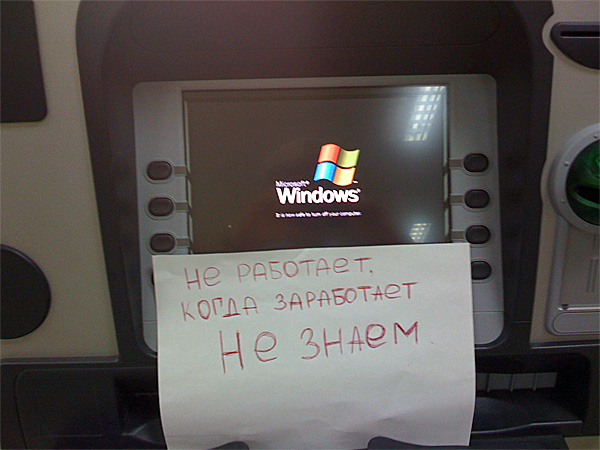 Microsoft®
Windows®
It is now safe to turn off your computer.
НЕ РАБОТАЕТ.
КОГДА ЗАРАБОТАЕТ
НЕ ЗНАЕМ